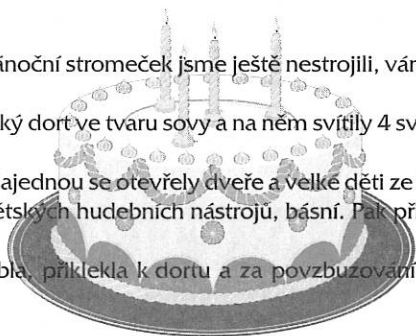 ánoční stromeček jsme ještě nestrojili, ván
ký dort ve tvaru sovy a na něm svítily 4 sv
ajednou se otevřely dveře a velké děti ze
ětských hudebních nástrojů, básní. Pak př
bla, přiklekla k dortu a za povzbuzování